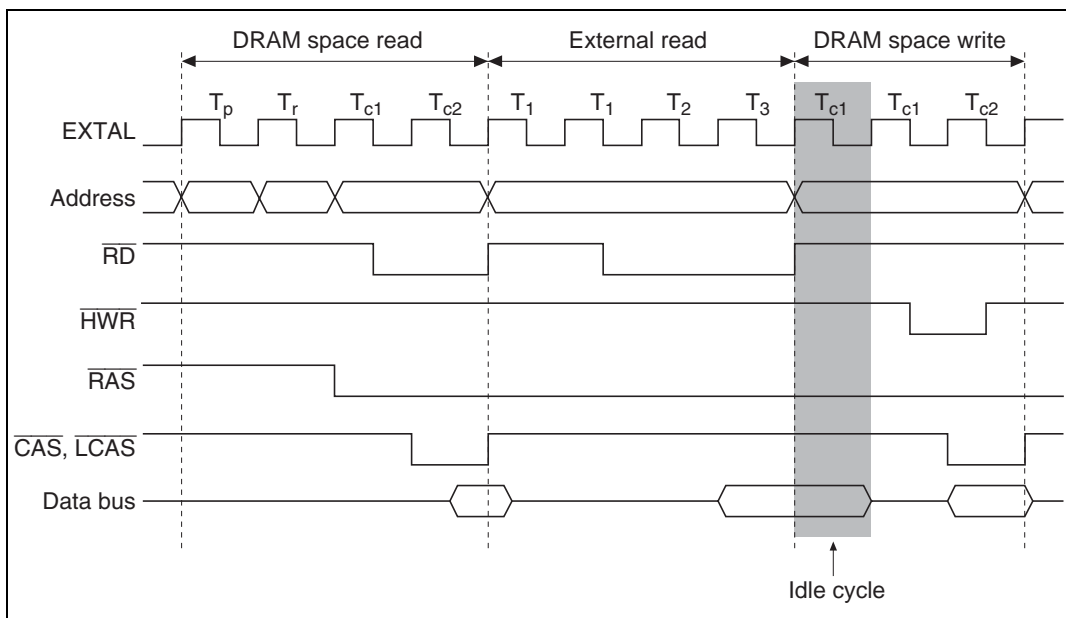 DRAM space read External read DRAM space write
Tp Tr Tc1 Tc2 T1 T1 T2 T3 Tc1 Tc1 Tc2
EXTAL
Address
RD
HWR
RAS
CAS, LCAS
Data bus
Idle cycle